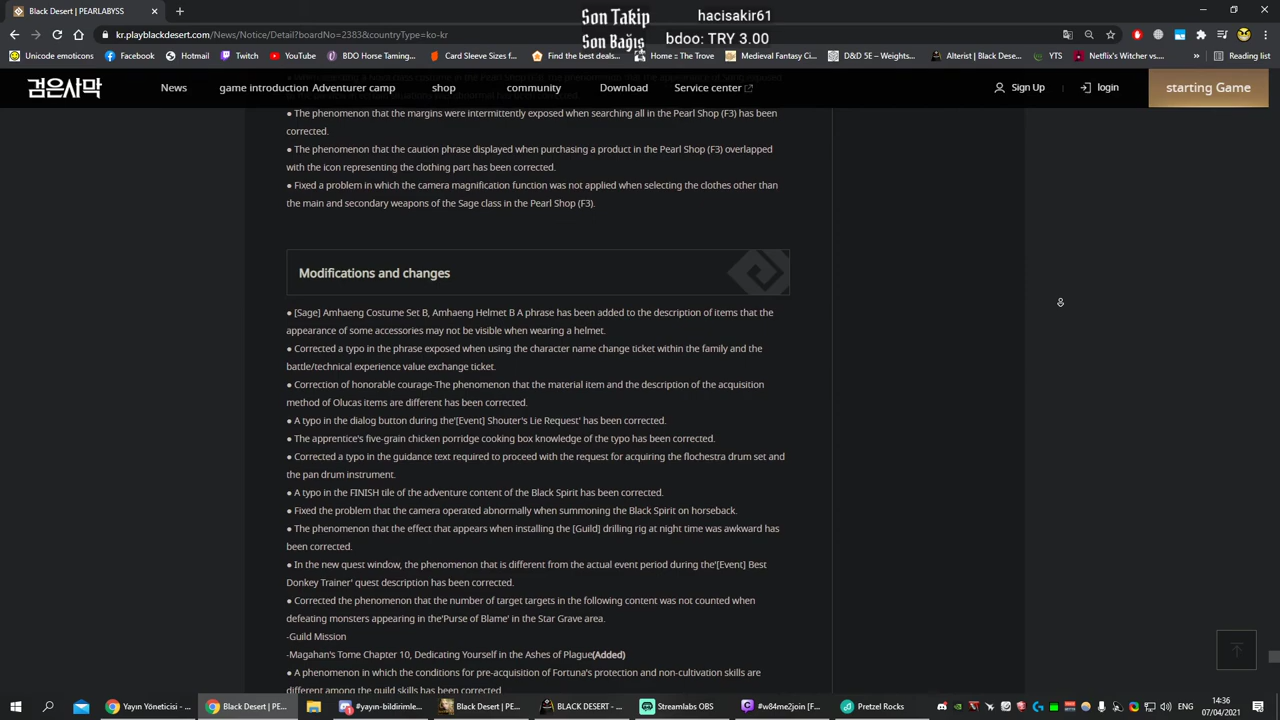 Black Desert | PEARLABYSS
Son Takip
hacisakir61
Son Bağış
bdoo: TRY 3.00
kr.playblackdesert.com/News/Notice/Detail?boardNo=2383&countryType=ko-kr
Unicode emoticons
Facebook
Twitch
YouTube
BDO Horse Taming...
Card Sleeve Sizes f...
Find the best deals...
Home :: The Trove
Medieval Fantasy Ci...
D&D 5E – Weights...
Alterist | Black Des...
YTS
Netflix
Savaşçı - Witcher vs...
Reading list
검은사막
News
game introduction
Adventurer camp
shop
community
Download
Service center
Sign Up
login
starting Game
● The phenomenon that the margins were intermittently exposed when searching all in the Pearl Shop (F3) has been
corrected.
● The phenomenon that the caution phrase displayed when purchasing a product in the Pearl Shop (F3) overlapped
with the icon representing the clothing part has been corrected.
● Fixed a problem in which the camera magnification function was not applied when selecting the clothes other than
the main and secondary weapons of the Sage class in the Pearl Shop (F3).
Modifications and changes
● [Sage] Amhaeng Costume Set B, Amhaeng Helmet B A phrase has been added to the description of items that the
appearance of some accessories may not be visible when wearing a helmet.
● Corrected a typo in the phrase exposed when using the character name change ticket within the family and the
battle/technical experience value exchange ticket.
● Correction of honorable courage-The phenomenon that the material item and the description of the acquisition
method of Olucas items are different has been corrected.
● A typo in the dialog button during the'[Event] Shouter's Lie Request' has been corrected.
● The apprentice's five-grain chicken porridge cooking box knowledge of the typo has been corrected.
● Corrected a typo in the guidance text required to proceed with the request for acquiring the flochestra drum set and
the pan drum instrument.
● A typo in the FINISH tile of the adventure content of the Black Spirit has been corrected.
● Fixed the problem that the camera operated abnormally when summoning the Black Spirit on horseback.
● The phenomenon that the effect that appears when installing the [Guild] drilling rig at night time was awkward has
been corrected.
● In the new quest window, the phenomenon that is different from the actual event period during the'[Event] Best
Donkey Trainer' quest description has been corrected.
● Corrected the phenomenon that the number of target targets in the following content was not counted when
defeating monsters appearing in the'Purse of Blame' in the Star Grave area.
-Guild Mission
-Magahan's Tome Chapter 10, Dedicating Yourself in the Ashes of Plague(Added)
● A phenomenon in which the conditions for pre-acquisition of Fortuna's protection and non-cultivation skills are
different among the guild skills has been corrected
Yayın Yöneticisi - ...
Black Desert | PE...
#yayın-bildirimle...
Black Desert | PE...
BLACK DESERT - ...
Streamlabs OBS
#w84me2join [F...
Pretzel Rocks
14:36
07/04/2021